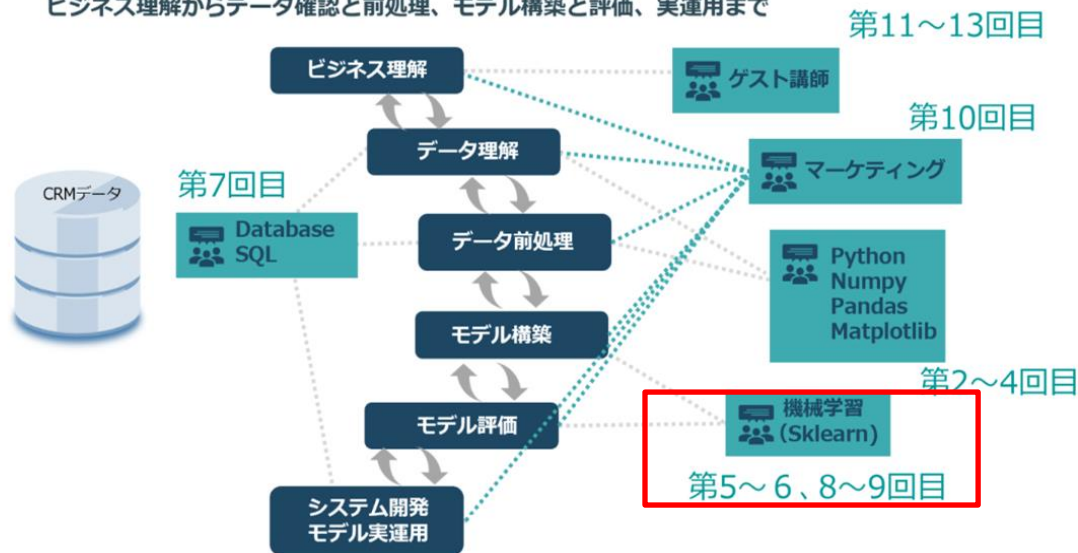 ビジネス理解からデータ確認と前処理、モデル構築と評価、実運用まで
第11～13回目
ビジネス理解
ゲスト講師
第10回目
データ理解
マーケティング
CRMデータ
第7回目
Database
SQL
データ前処理
Python
Numpy
Pandas
Matplotlib
モデル構築
第2～4回目
機械学習
(Sklearn)
モデル評価
第5～６、8～9回目
システム開発
モデル実運用